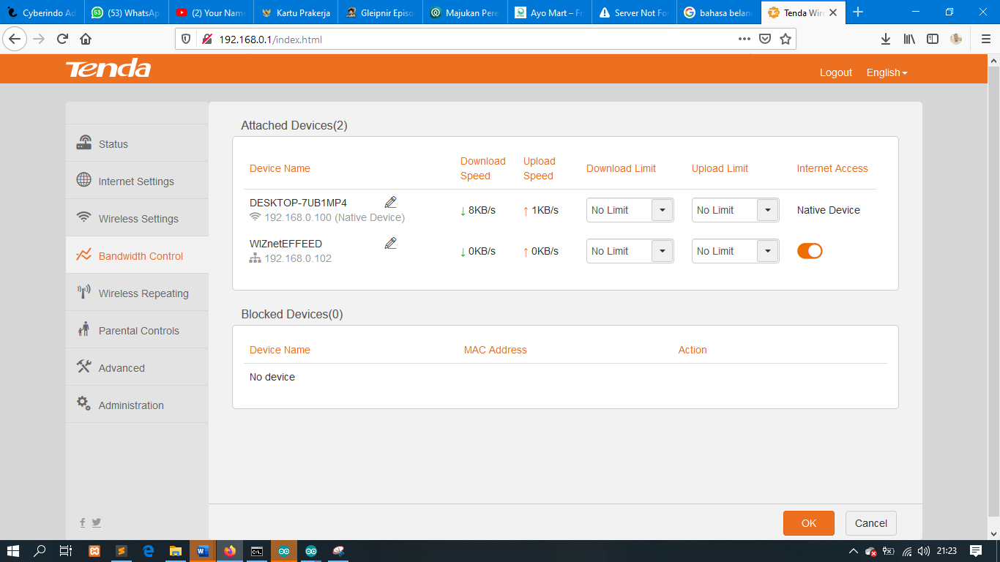 Cyberindo Ad
(53) WhatsAp
(2) Your Name
Kartu Prakerja
Gleipnir Episo
Majukan Pere
Ayo Mart – Fr
Server Not Fo
bahasa belan
Tenda Wire
192.168.0.1/index.html
Tenda
Logout
English
Status
Internet Settings
Wireless Settings
Bandwidth Control
Wireless Repeating
Parental Controls
Advanced
Administration
Attached Devices(2)
Device Name
Download Speed
Upload Speed
Download Limit
Upload Limit
Internet Access
DESKTOP-7UB1MP4
192.168.0.100 (Native Device)
↓ 8KB/s
↑ 1KB/s
No Limit
No Limit
Native Device
WIZnetEFFEED
192.168.0.102
↓ 0KB/s
↑ 0KB/s
No Limit
No Limit
Blocked Devices(0)
Device Name
MAC Address
Action
No device
OK
Cancel
21:23